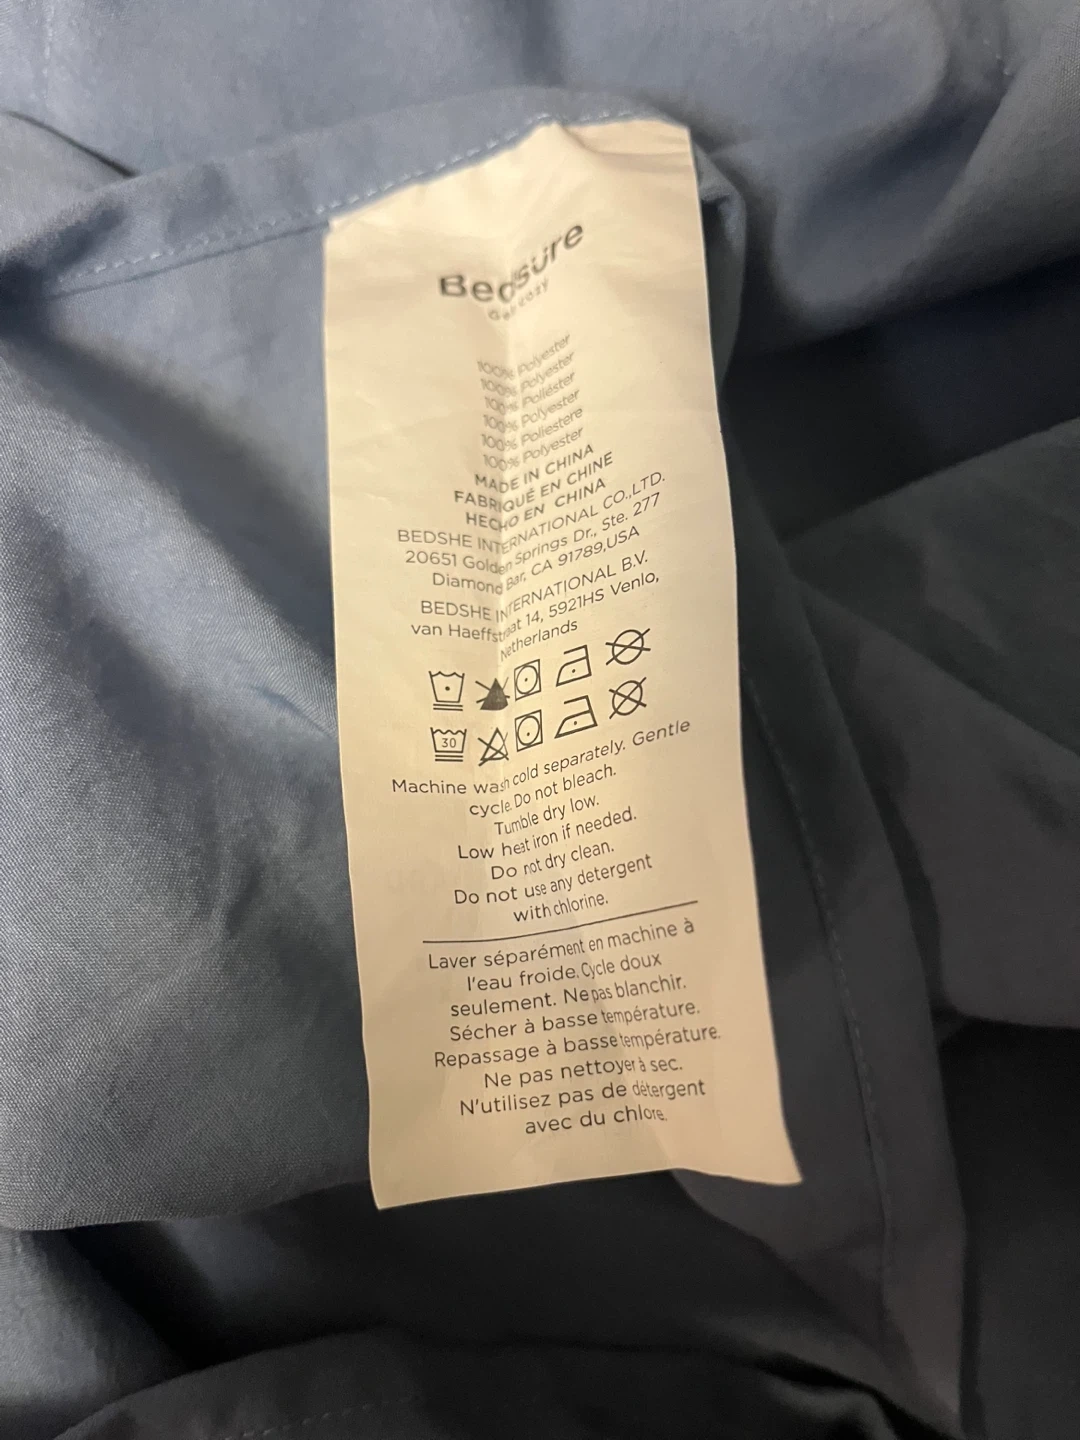 Bedsure
Get cozy
100% Polyester
100% Polyester
100% Poliéster
100% Polyester
100% Poliestere
100% Polyester
MADE IN CHINA
FABRIQUÉ EN CHINE
HECHO EN CHINA
BEDSHE INTERNATIONAL CO.,LTD.
20651 Golden Springs Dr., Ste. 277
Diamond Bar, CA 91789,USA
BEDSHE INTERNATIONAL B.V.
van Haeffstraat 14, 5921HS Venlo,
Netherlands
30
Machine wash cold separately. Gentle
cycle.Do not bleach.
Tumble dry low.
Low heat iron if needed.
Do not dry clean.
Do not use any detergent
with chlorine.
Laver séparément en machine à
l'eau froide. Cycle doux
seulement. Ne pas blanchir.
Sécher à basse température.
Repassage à basse température.
Ne pas nettoyer à sec.
N'utilisez pas de détergent
avec du chlore.